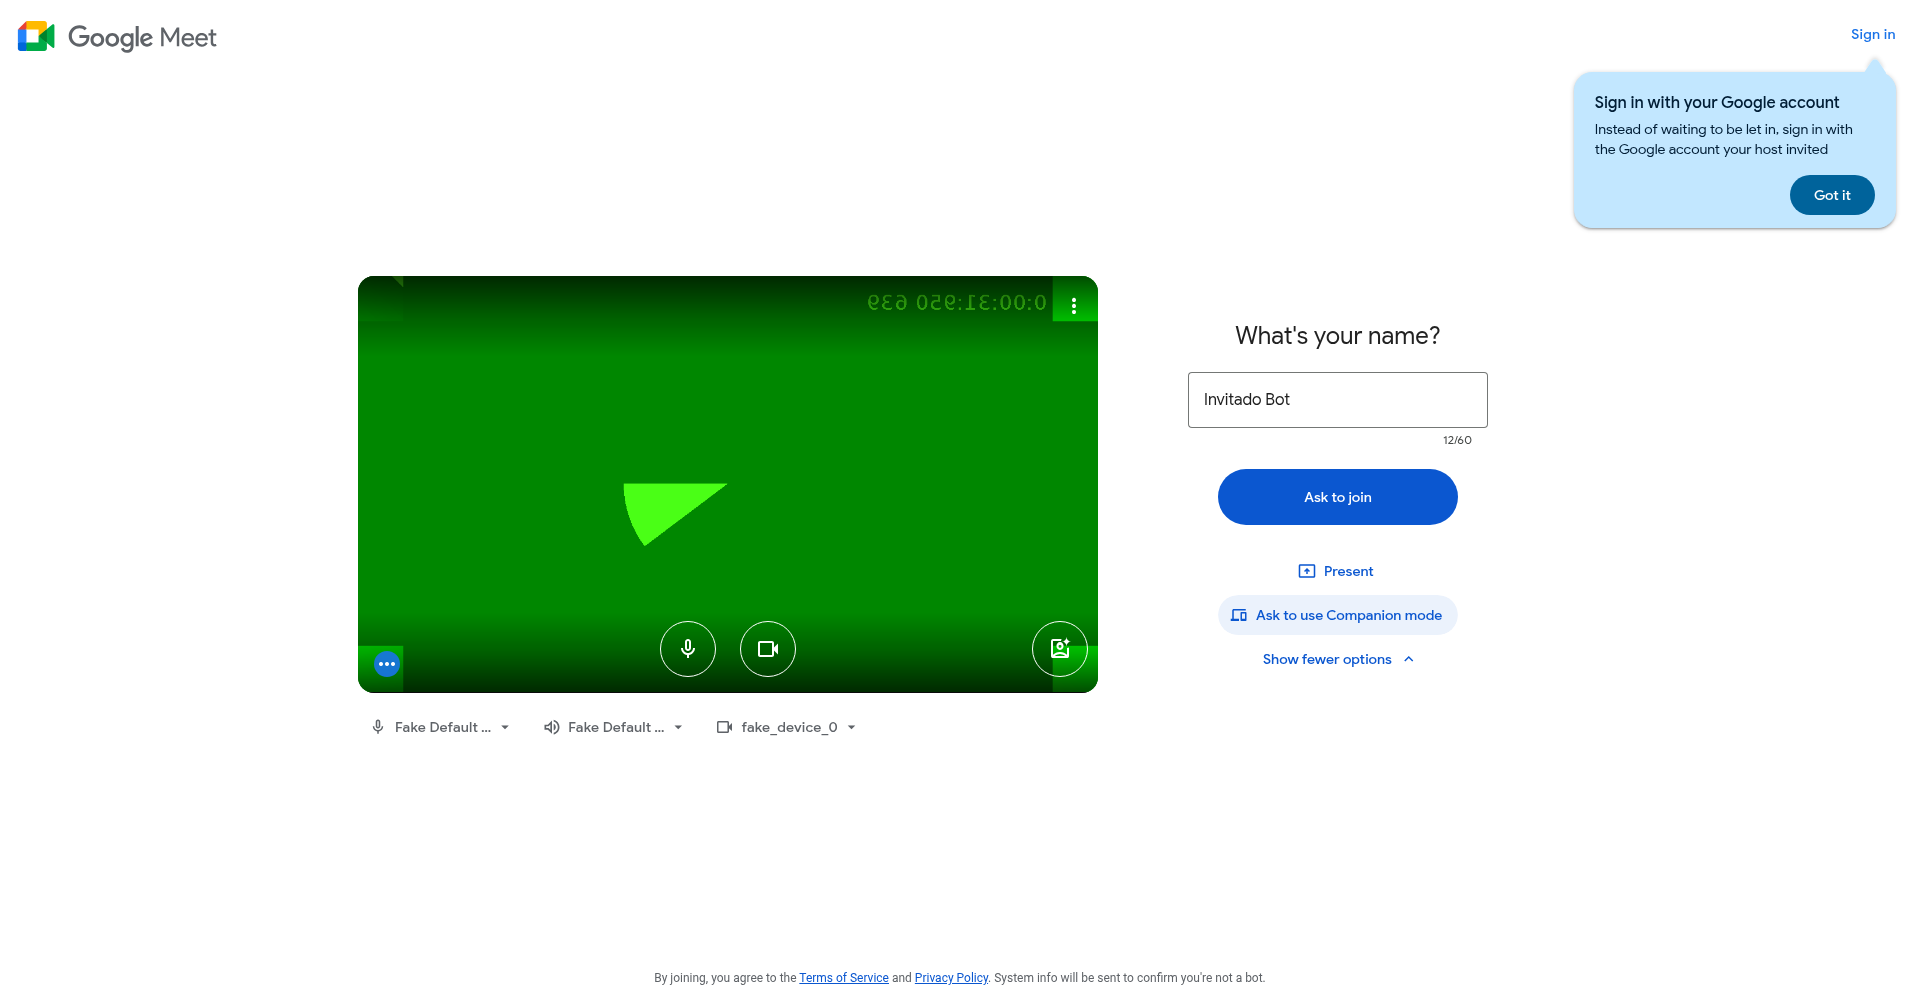 Google Meet
Sign in
Sign in with your Google account
Instead of waiting to be let in, sign in with
the Google account your host invited
Got it
0:00:31:950 639
What's your name?
Invitado Bot
12/60
Ask to join
Present
Ask to use Companion mode
Show fewer options
Fake Default ...
Fake Default ...
fake_device_0
By joining, you agree to the Terms of Service and Privacy Policy. System info will be sent to confirm you're not a bot.